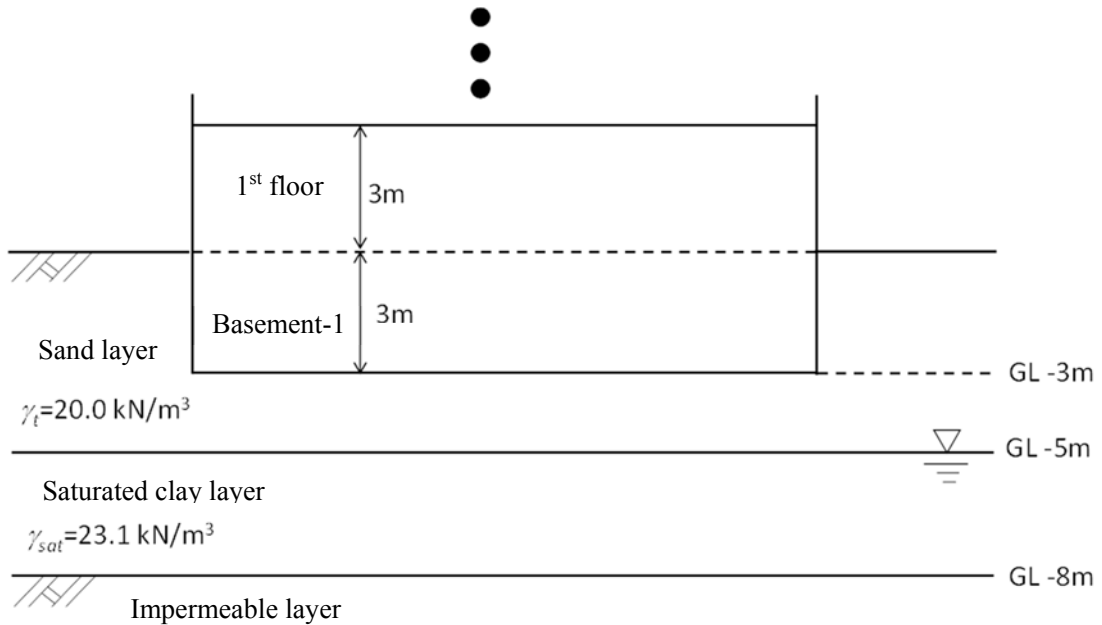 1st floor
3m
Basement-1
3m
Sand layer
GL -3m
γt=20.0 kN/m³
GL -5m
Saturated clay layer
γsat=23.1 kN/m³
GL -8m
Impermeable layer